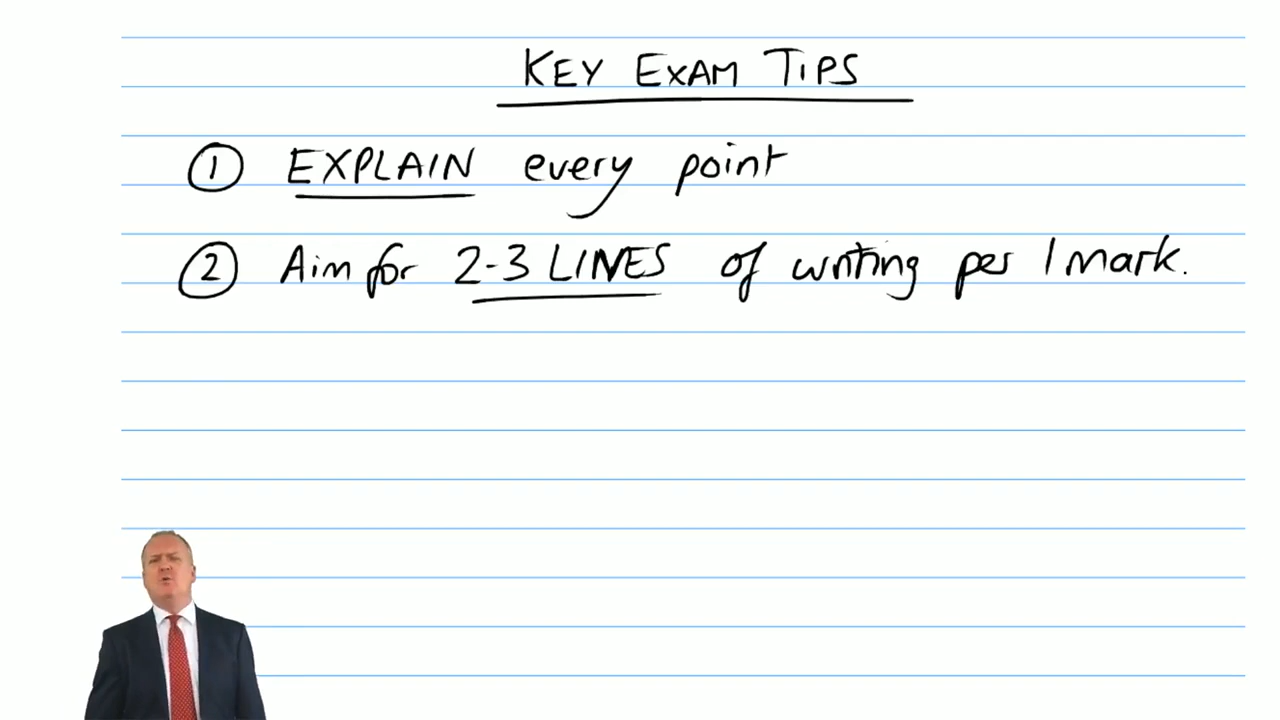 KEY EXAM TIPS
① EXPLAIN every point
② Aim for 2-3 LINES of writing per 1 mark.